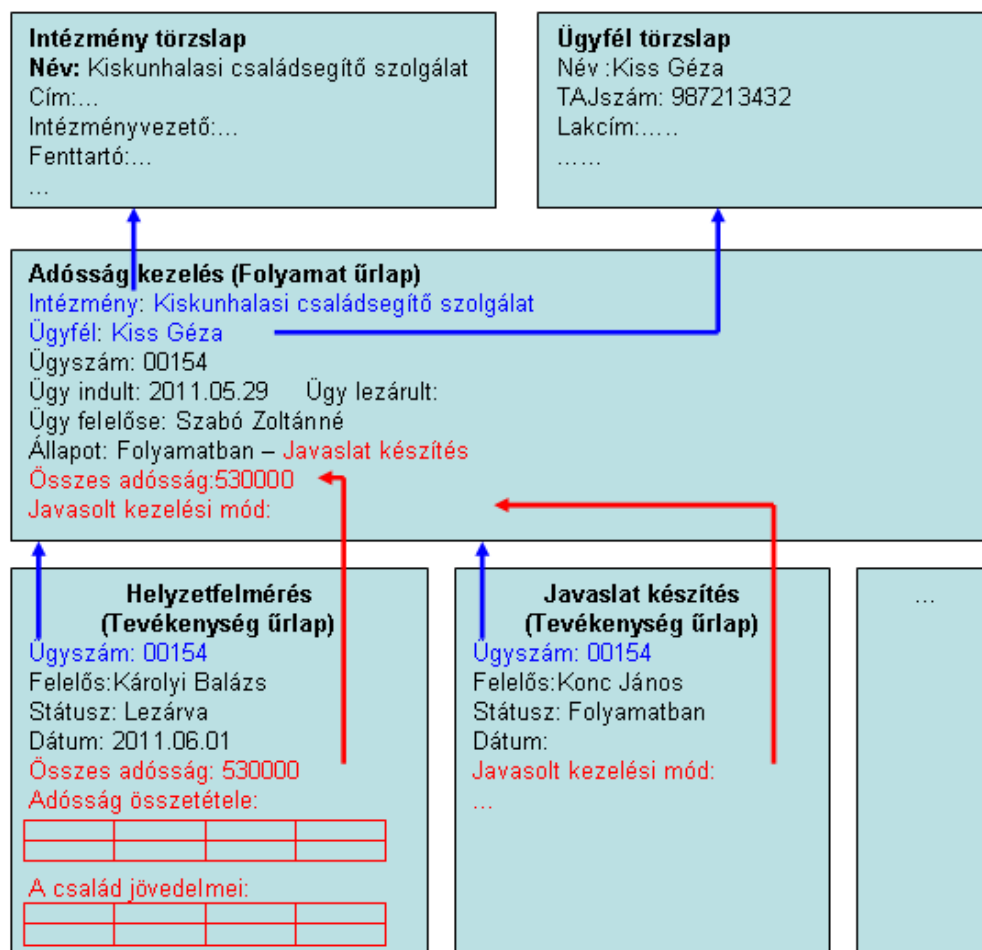 Intézmény törzslap
Név: Kiskunhalasi családsegítő szolgálat
Cím:...
Intézményvezető:...
Fenttartó:...
...
Ügyfél törzslap
Név :Kiss Géza
TAJszám: 987213432
Lakcím:.....
......
Adósság kezelés (Folyamat űrlap)
Intézmény: Kiskunhalasi családsegítő szolgálat
Ügyfél: Kiss Géza
Ügyszám: 00154
Ügy indult: 2011.05.29 Ügy lezárult:
Ügy felelőse: Szabó Zoltánné
Állapot: Folyamatban – Javaslat készítés
Összes adósság:530000
Javasolt kezelési mód:
Helyzetfelmérés
(Tevékenység űrlap)
Ügyszám: 00154
Felelős:Károlyi Balázs
Státusz: Lezárva
Dátum: 2011.06.01
Összes adósság: 530000
Adósság összetétele:
A család jövedelmei:
Javaslat készítés
(Tevékenység űrlap)
Ügyszám: 00154
Felelős:Konc János
Státusz: Folyamatban
Dátum:
Javasolt kezelési mód:
...
...